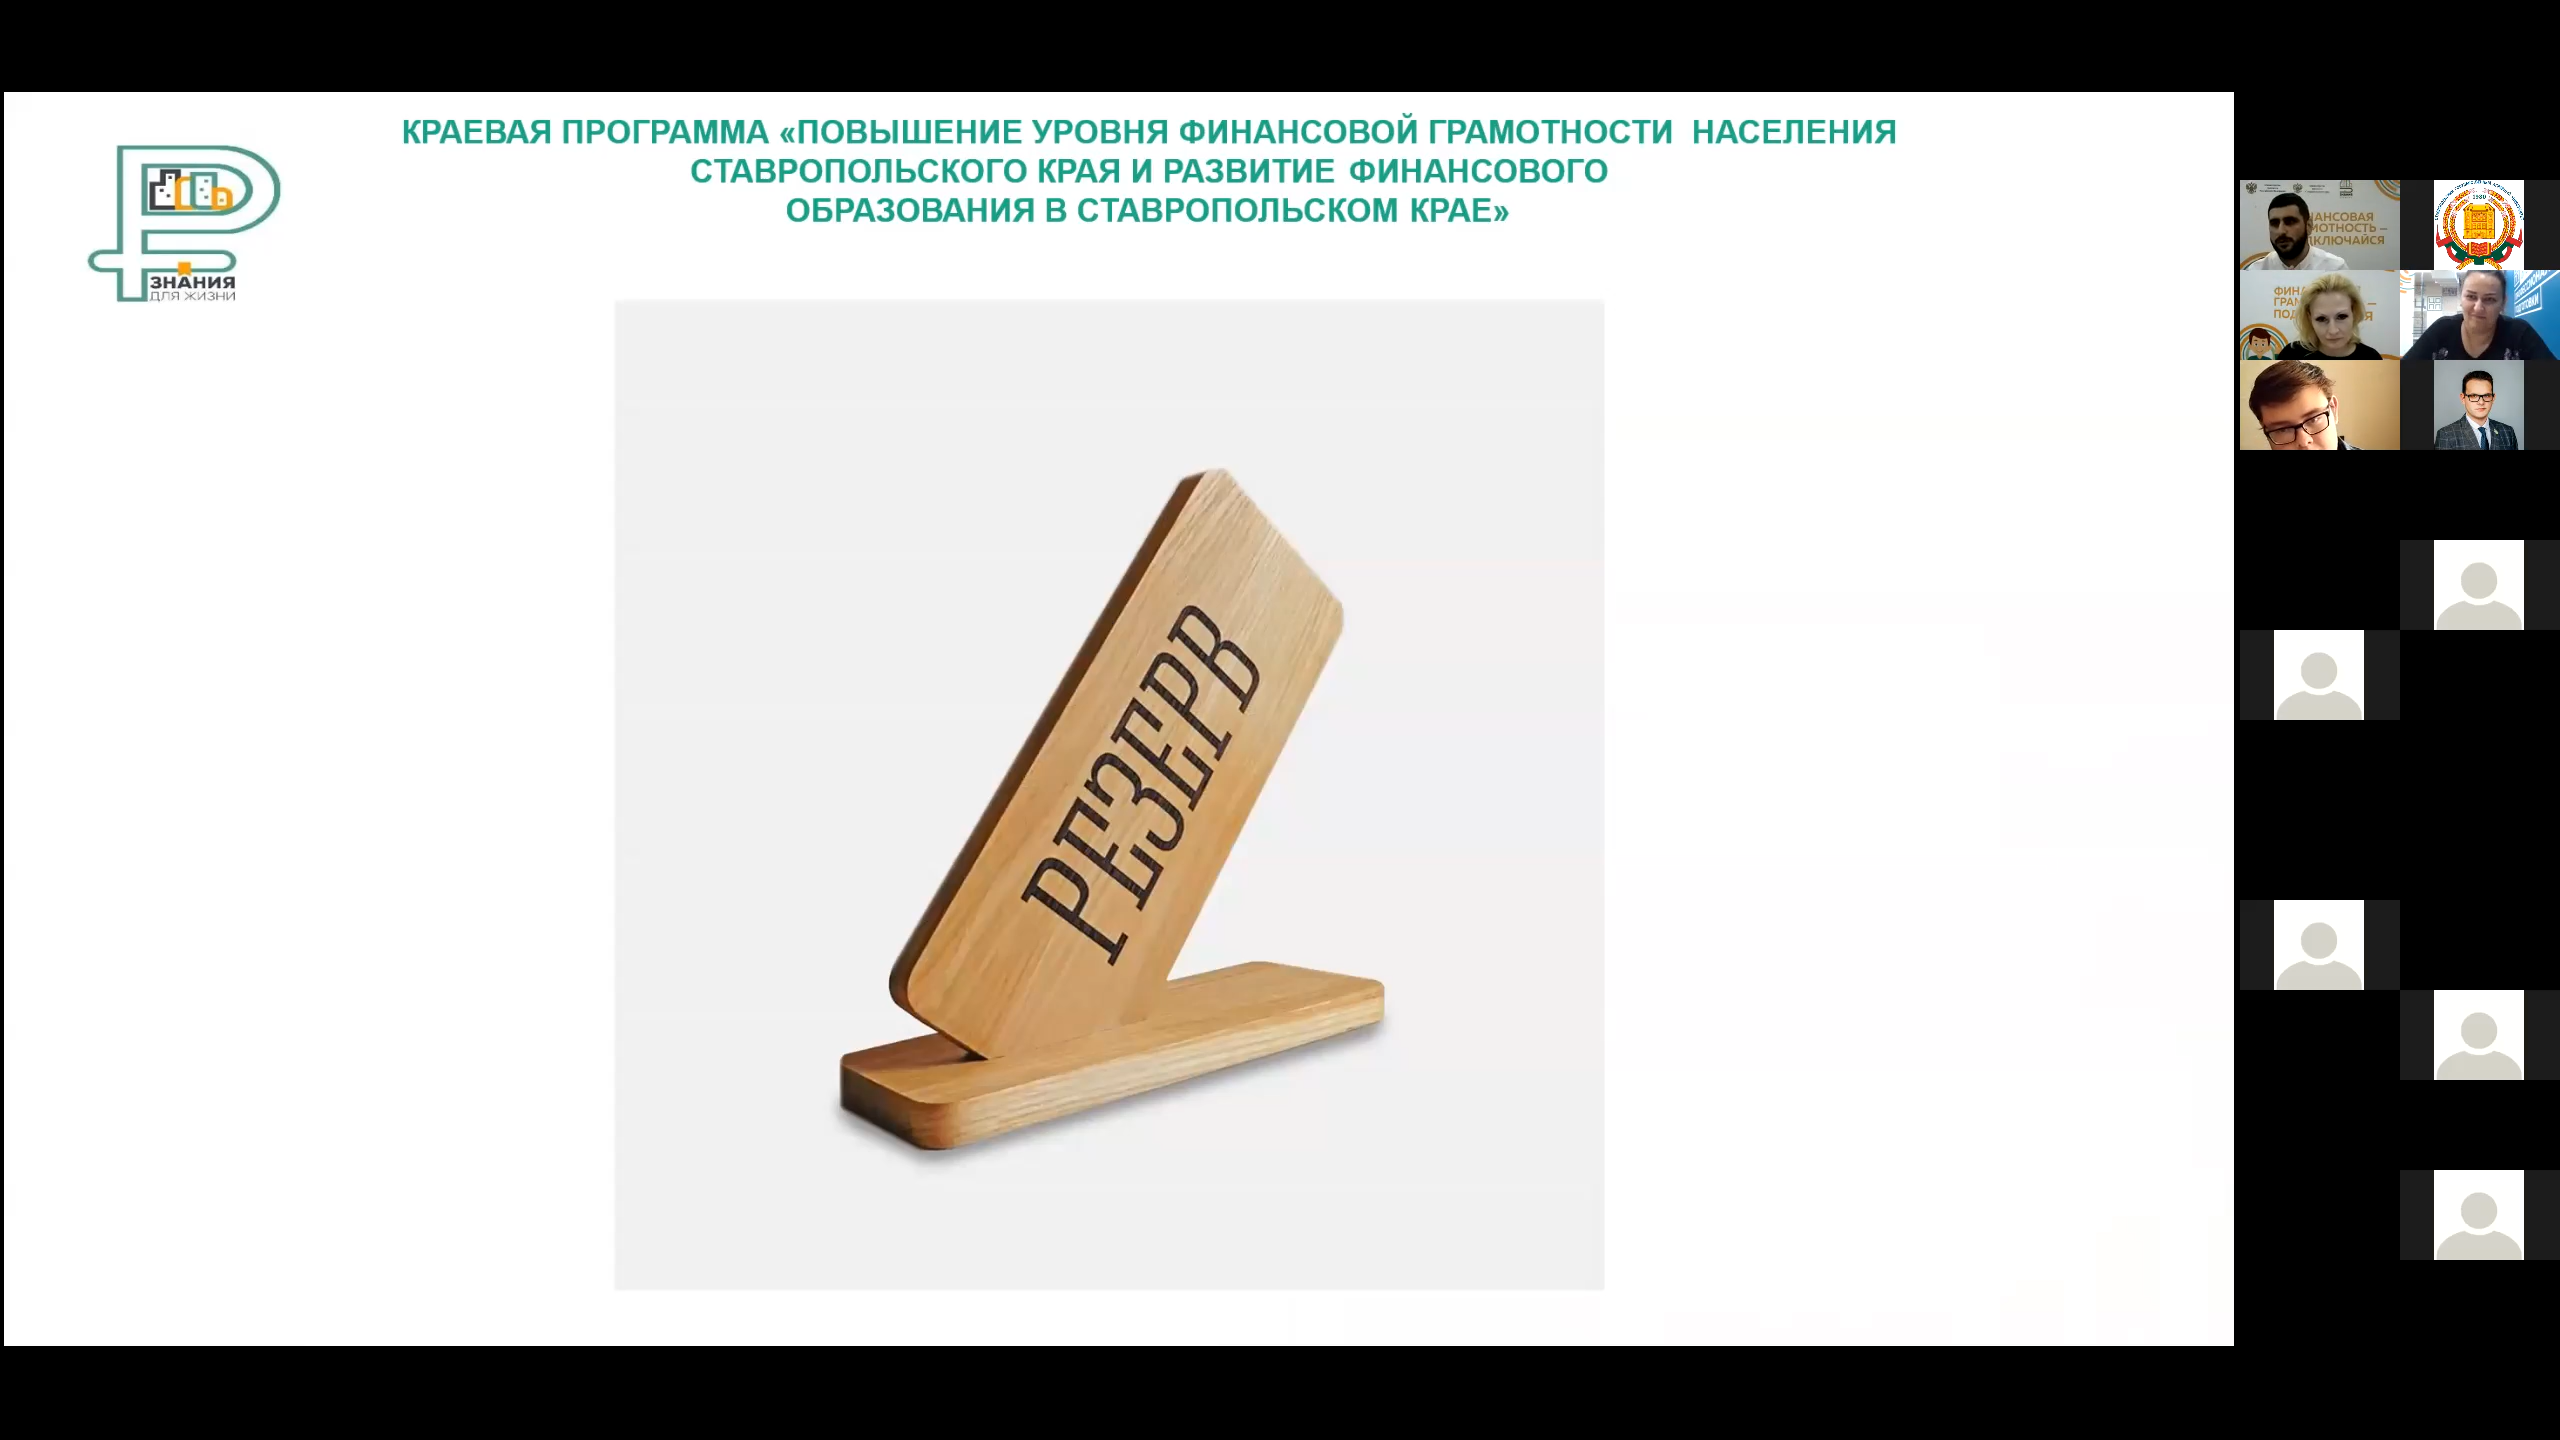 КРАЕВАЯ ПРОГРАММА «ПОВЫШЕНИЕ УРОВНЯ ФИНАНСОВОЙ ГРАМОТНОСТИ НАСЕЛЕНИЯ
СТАВРОПОЛЬСКОГО КРАЯ И РАЗВИТИЕ ФИНАНСОВОГО
ОБРАЗОВАНИЯ В СТАВРОПОЛЬСКОМ КРАЕ»
ЗНАНИЯ
ДЛЯ ЖИЗНИ
РЕЗЕРВ